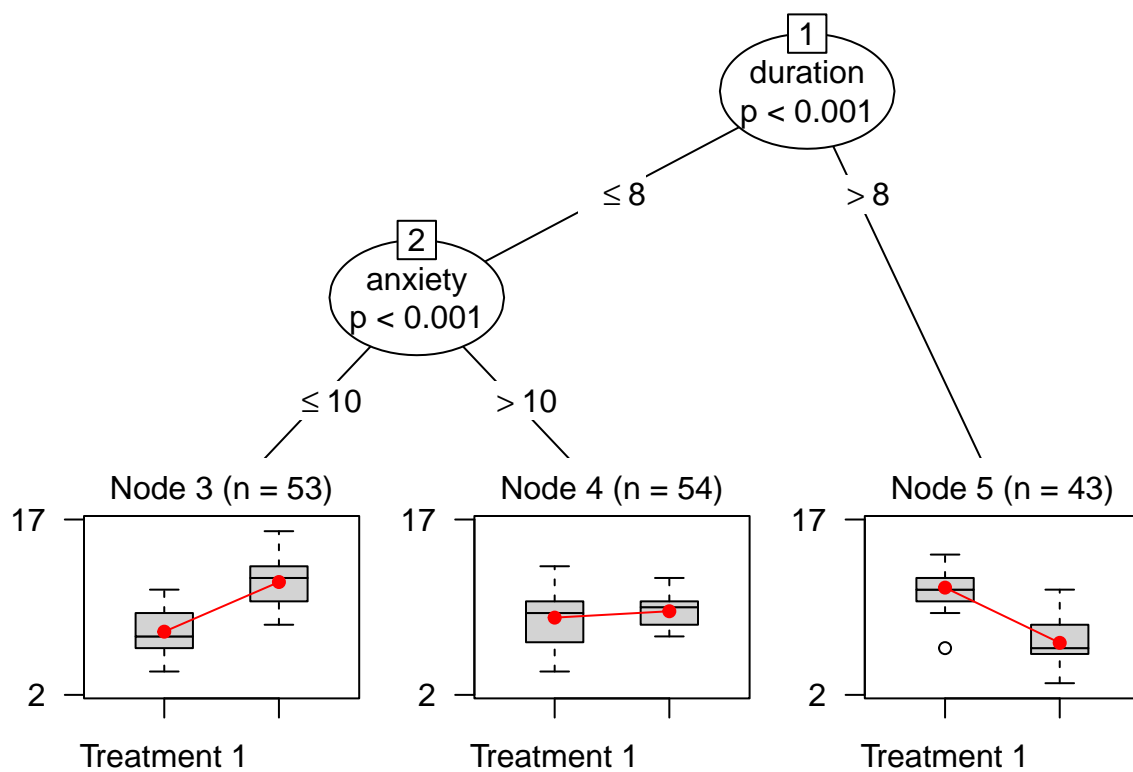 1
duration
p < 0.001
≤ 8
> 8
2
anxiety
p < 0.001
≤ 10
> 10
Node 3 (n = 53)
17
2
Treatment 1
Node 4 (n = 54)
17
2
Treatment 1
Node 5 (n = 43)
17
2
Treatment 1